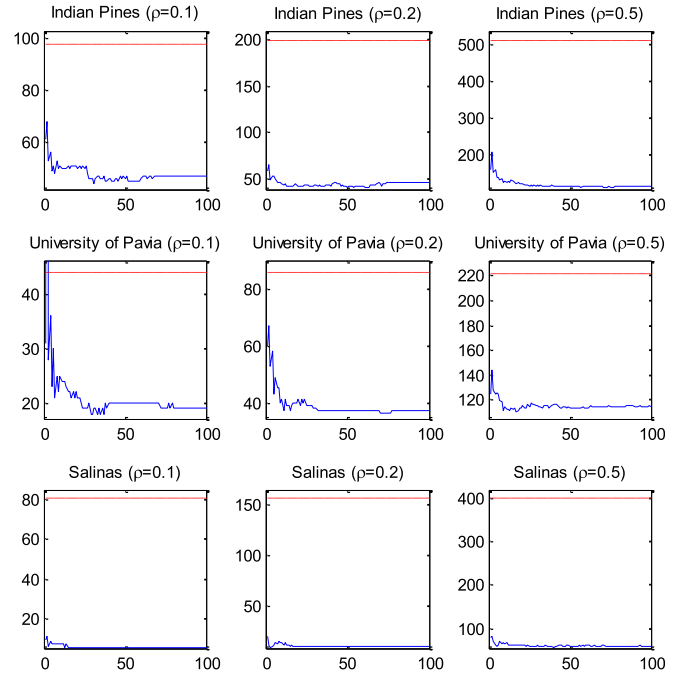 Indian Pines (ρ=0.1) Indian Pines (ρ=0.2) Indian Pines (ρ=0.5)
100 200 500
80 150 400
60 100 300
50 200
0 50 100 0 50 100 0 50 100
University of Pavia (ρ=0.1) University of Pavia (ρ=0.2) University of Pavia (ρ=0.5)
40 80 220
30 60 200
20 40 180
160
140
120
0 50 100 0 50 100 0 50 100
Salinas (ρ=0.1) Salinas (ρ=0.2) Salinas (ρ=0.5)
80 150 400
60 100 300
40 50 200
20 100
0 50 100 0 50 100 0 50 100